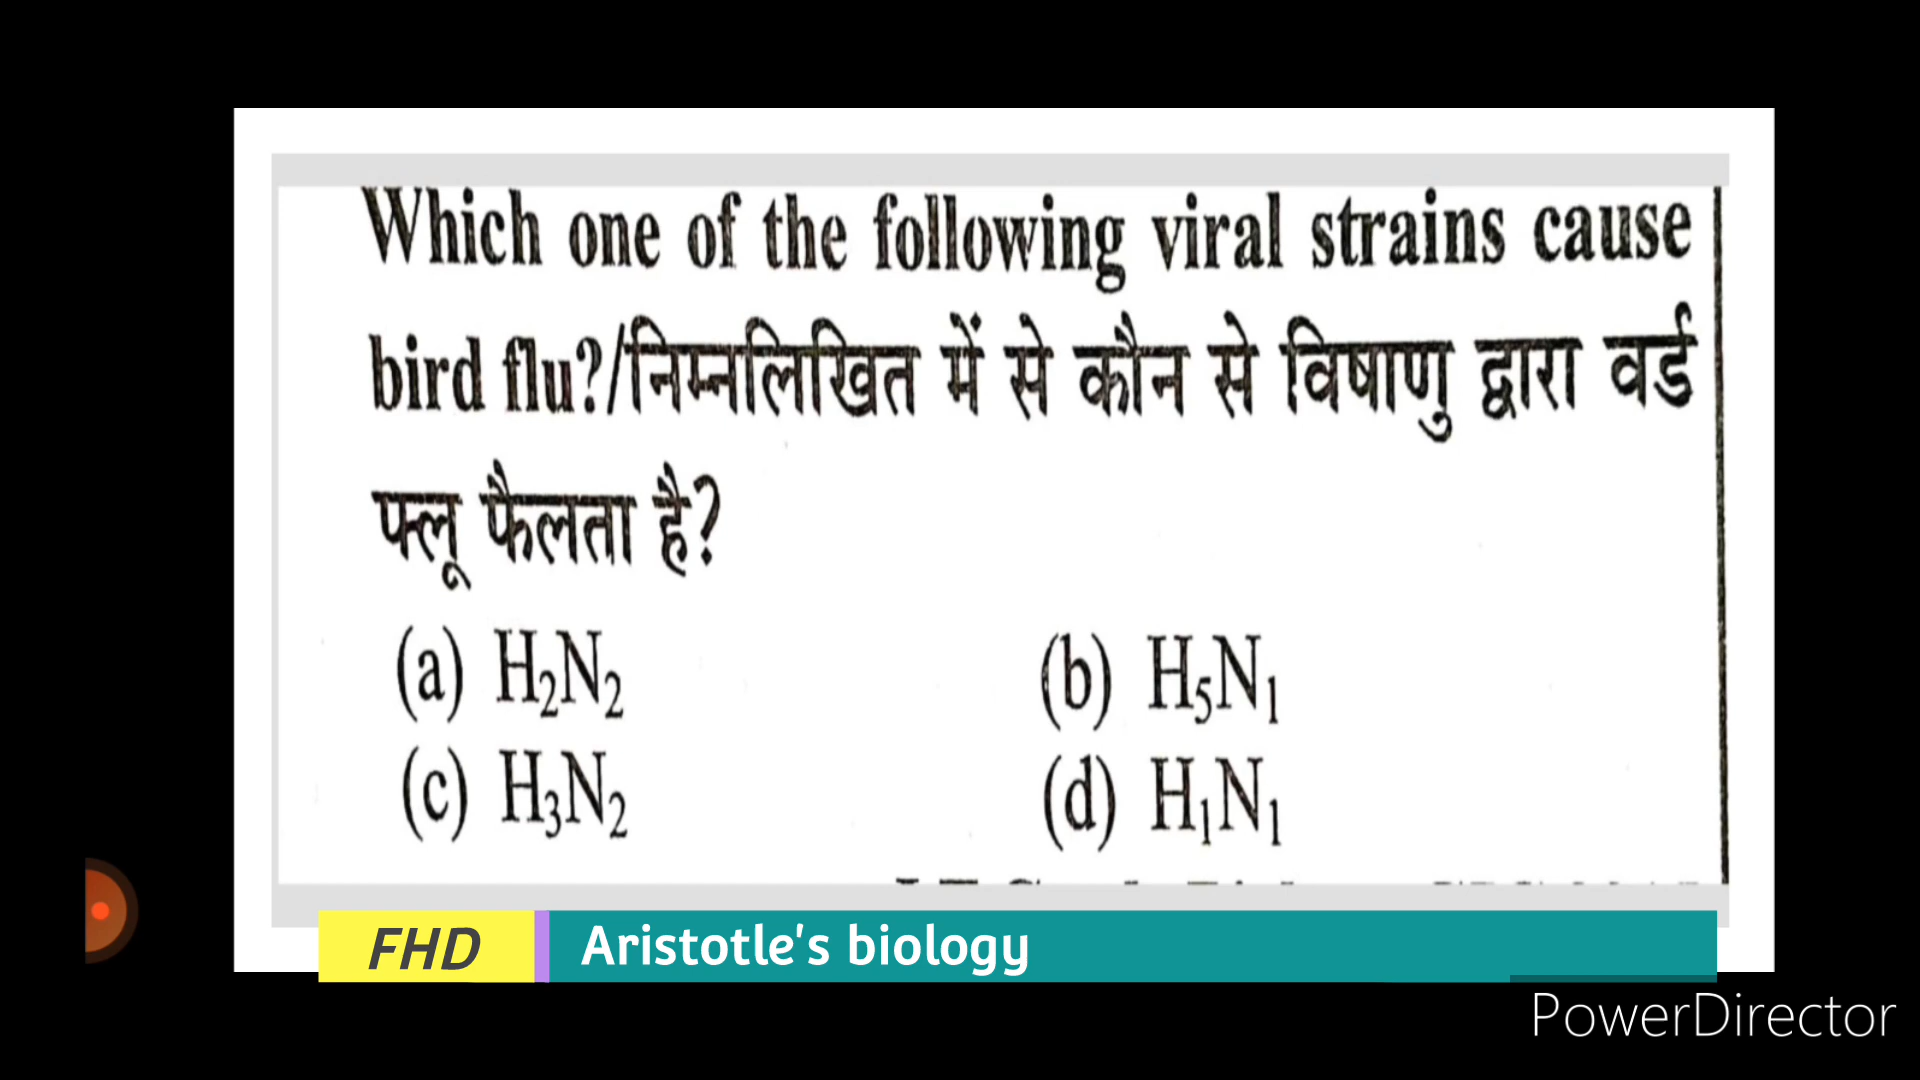 Which one of the following viral strains cause
bird flu?/निम्नलिखित में से कौन से विषाणु द्वारा वर्ड
फ्लू फैलता है?
(a) H₂N₂ (b) H₅N₁
(c) H₃N₂ (d) H₁N₁
FHD Aristotle's biology
PowerDirector